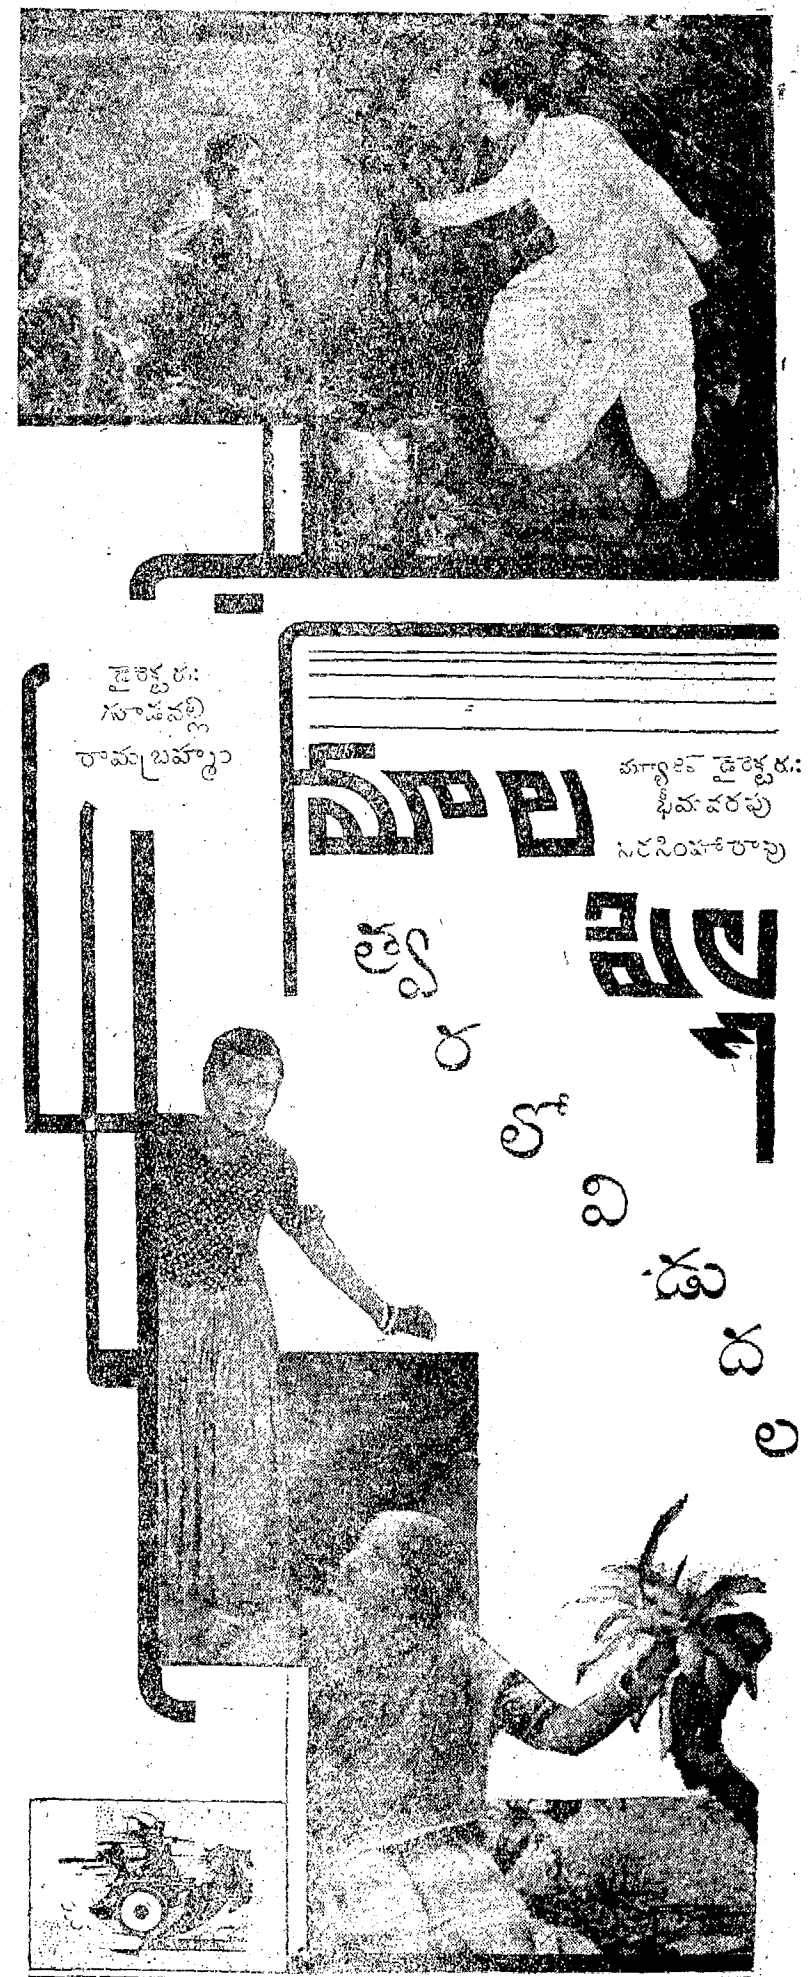 డైరెక్టరు:
గూడవల్లి
రామబ్రహ్మం
మాల
పిల్ల
మ్యూజిక్ డైరెక్టరు:
భీమవరపు
నరసింహారావు
త్వరలో విడుదల